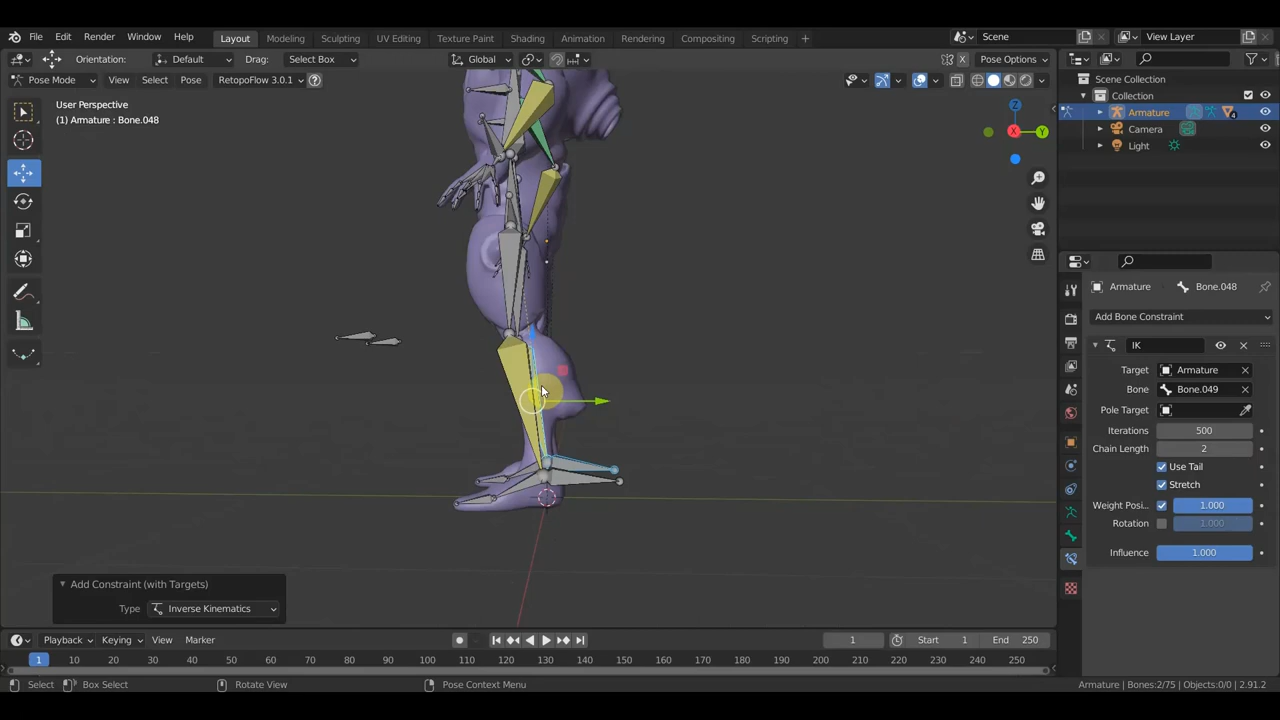 File Edit Render Window Help Layout Modeling Sculpting UV Editing Texture Paint Shading Animation Rendering Compositing Scripting + Scene View Layer
Orientation: Default Drag: Select Box Global Pose Options
Pose Mode View Select Pose RetopoFlow 3.0.1 ?
User Perspective
(1) Armature : Bone.048
Z
X Y
Scene Collection
Collection
Armature 4
Camera
Light
Armature Bone.048
Add Bone Constraint
IK
Target Armature
Bone Bone.049
Pole Target
Iterations 500
Chain Length 2
Use Tail
Stretch
Weight Posi... 1.000
Rotation 1.000
Influence 1.000
Add Constraint (with Targets)
Type Inverse Kinematics
Playback Keying View Marker 1 Start 1 End 250
1 10 20 30 40 50 60 70 80 90 100 110 120 130 140 150 160 170 180 190 200 210 220 230 240 250
Select Box Select Rotate View Pose Context Menu Armature | Bones:2/75 | Objects:0/0 | 2.91.2